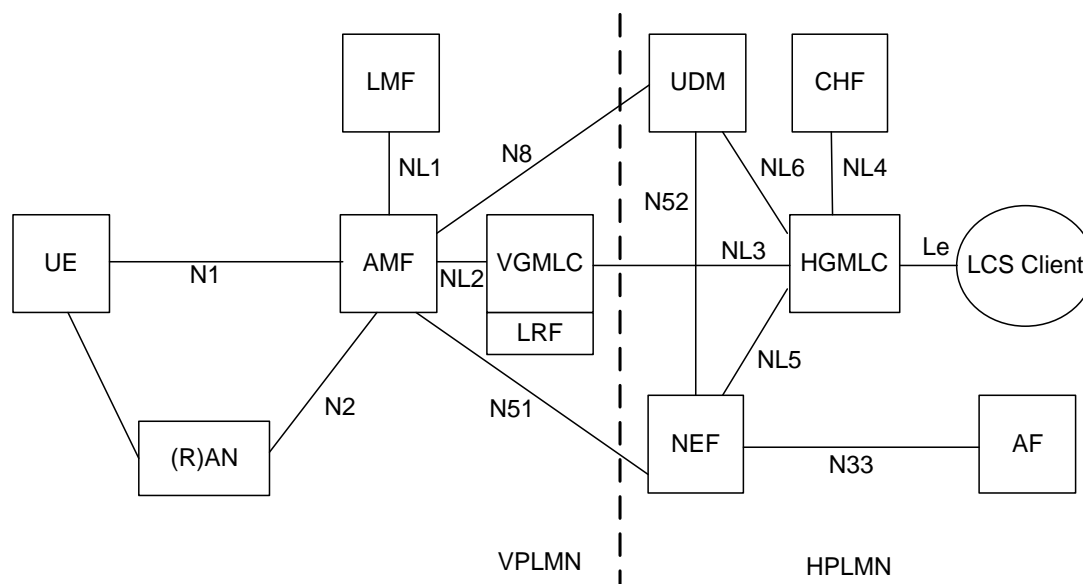 LMF
UDM
CHF
N8
NL1
NL6
NL4
N52
UE
N1
AMF
NL2
VGMLC
NL3
HGMLC
Le
LCS Client
LRF
NL5
N2
N51
(R)AN
NEF
N33
AF
VPLMN
HPLMN